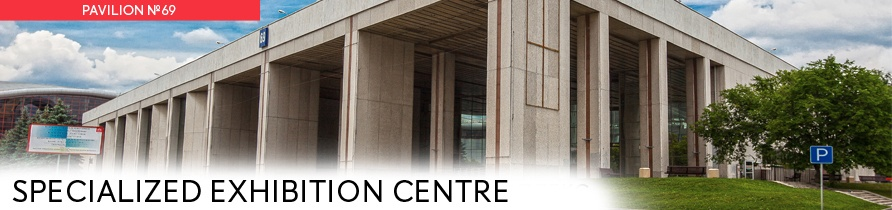 PAVILION №69
SPECIALIZED EXHIBITION CENTRE
P